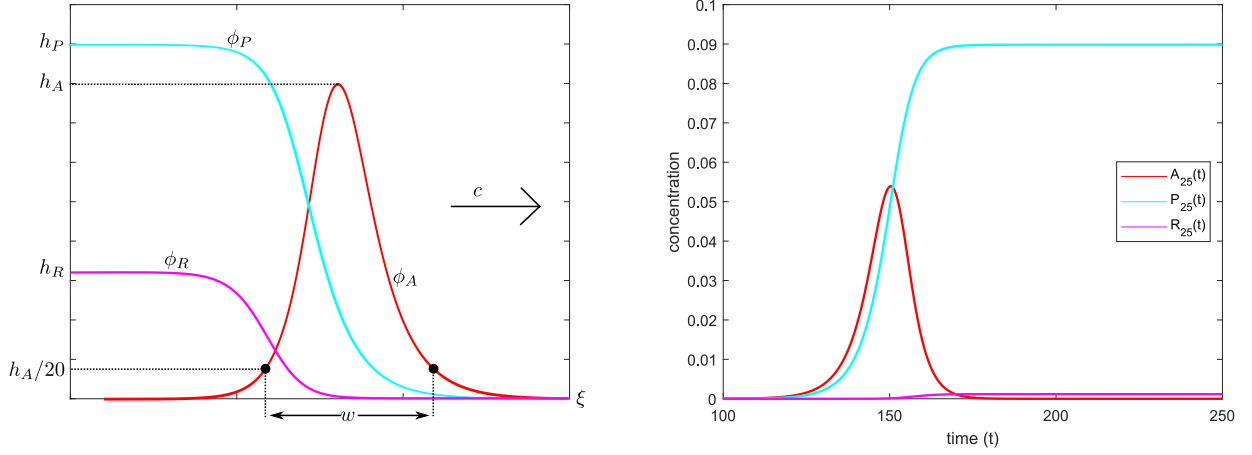 h_P
ϕ_P
h_A
c
h_R
ϕ_R
ϕ_A
h_A/20
w
ξ
0.1
0.09
0.08
0.07
0.06
0.05
0.04
0.03
0.02
0.01
0
concentration
A_25(t)
P_25(t)
R_25(t)
100
150
200
250
time (t)